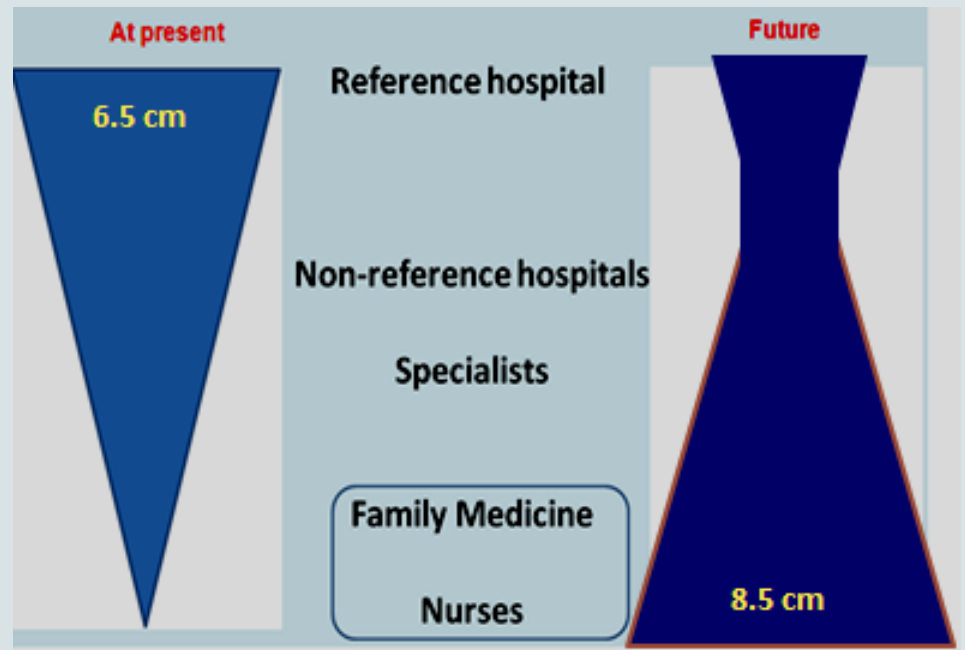 At present
Future
6.5 cm
Reference hospital
Non-reference hospitals
Specialists
Family Medicine
Nurses
8.5 cm